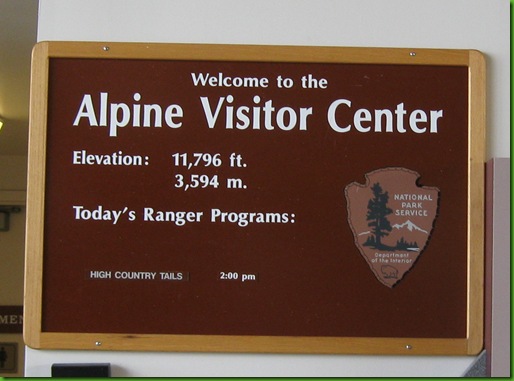 Welcome to the
Alpine Visitor Center
Elevation: 11,796 ft.
3,594 m.
Today's Ranger Programs:
NATIONAL
PARK
SERVICE
Department
of the Interior
HIGH COUNTRY TAILS 2:00 pm
MEN